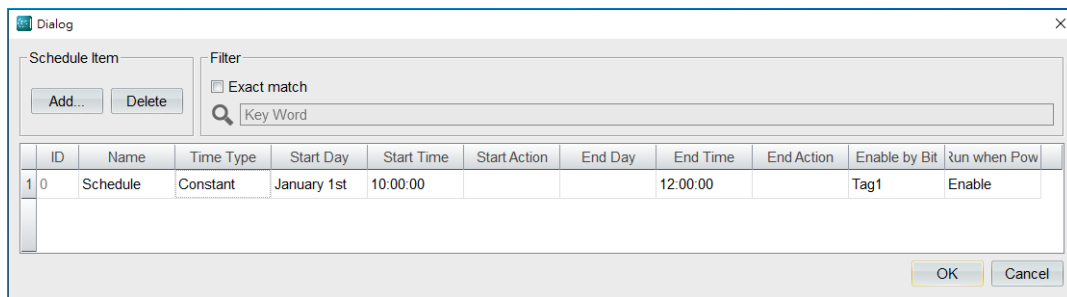 Dialog
Schedule Item
Filter
Add...
Delete
Exact match
Key Word
ID Name Time Type Start Day Start Time Start Action End Day End Time End Action Enable by Bit Run when Pow
1 0 Schedule Constant January 1st 10:00:00 12:00:00 Tag1 Enable
OK Cancel